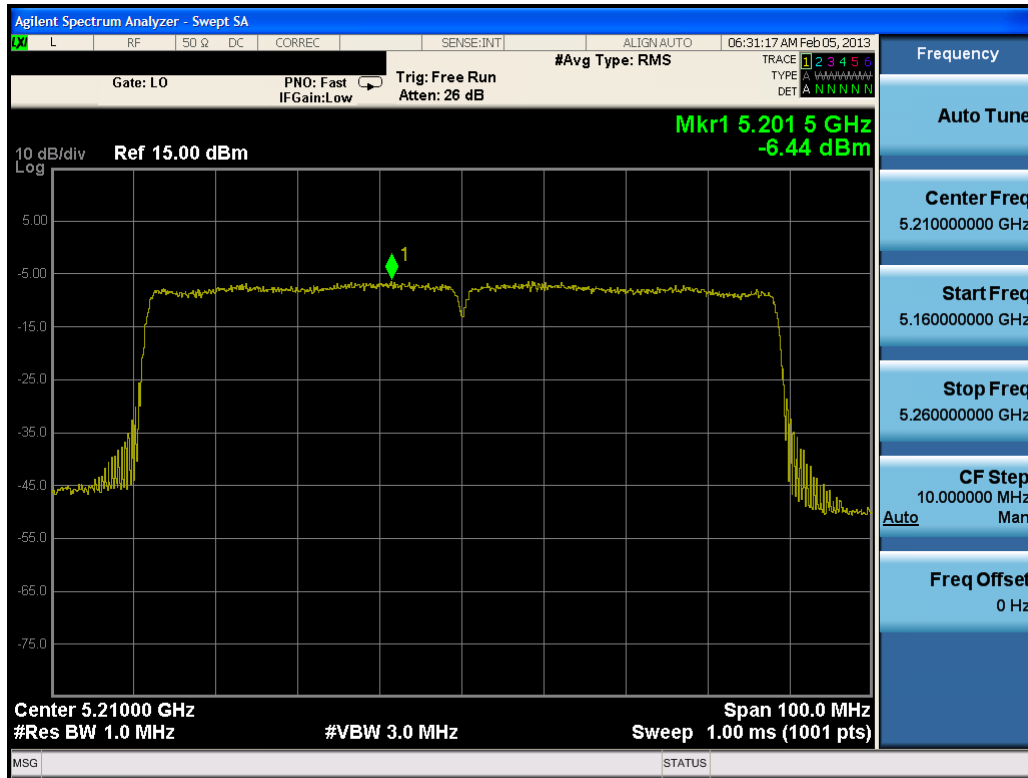 Agilent Spectrum Analyzer - Swept SA
LXI L RF 50 Ω DC CORREC SENSE:INT ALIGN AUTO 06:31:17 AM Feb 05, 2013
Gate: LO PNO: Fast IFGain:Low Trig: Free Run Atten: 26 dB #Avg Type: RMS
TRACE 1 2 3 4 5 6
TYPE A WWWWW
DET A N N N N N
Mkr1 5.201 5 GHz
-6.44 dBm
10 dB/div Ref 15.00 dBm
Log
5.00
1
-5.00
-15.0
-25.0
-35.0
-45.0
-55.0
-65.0
-75.0
Center 5.21000 GHz Span 100.0 MHz
#Res BW 1.0 MHz #VBW 3.0 MHz Sweep 1.00 ms (1001 pts)
MSG STATUS
Frequency
Auto Tune
Center Freq
5.210000000 GHz
Start Freq
5.160000000 GHz
Stop Freq
5.260000000 GHz
CF Step
10.000000 MHz
Auto Man
Freq Offset
0 Hz